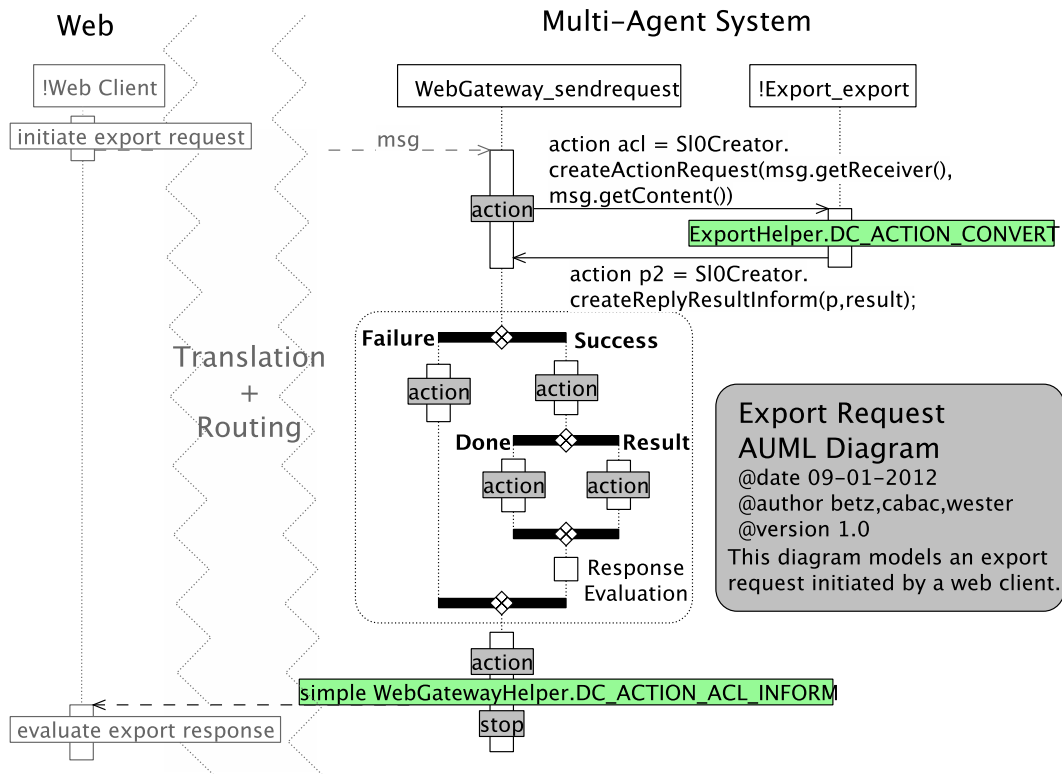 Web
Multi-Agent System
!Web Client
WebGateway_sendrequest
!Export_export
initiate export request
msg
action acl = Sl0Creator.
createActionRequest(msg.getReceiver(),
msg.getContent())
action
ExportHelper.DC_ACTION_CONVERT
action p2 = Sl0Creator.
createReplyResultInform(p,result);
Translation
+
Routing
Failure
Success
action
action
Done
Result
action
action
Response
Evaluation
Export Request
AUML Diagram
@date 09-01-2012
@author betz,cabac,wester
@version 1.0
This diagram models an export
request initiated by a web client.
action
simple WebGatewayHelper.DC_ACTION_ACL_INFORM
stop
evaluate export response